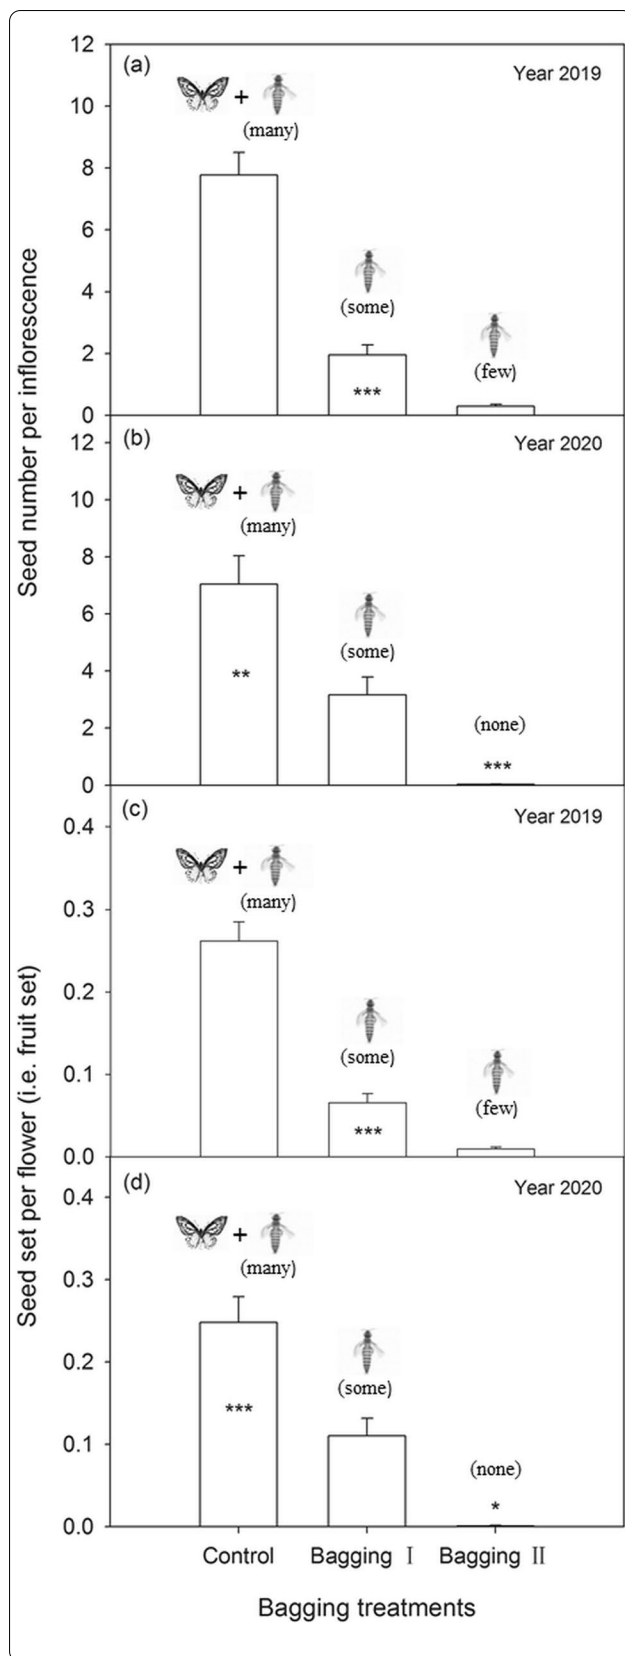 (a)
Year 2019
12
10
8
6
4
2
0
+
(many)
(some)
(few)
***
(b)
Year 2020
12
10
8
6
4
2
0
+
(many)
(some)
(none)
**
***
Seed number per inflorescence
(c)
Year 2019
0.4
0.3
0.2
0.1
0.0
+
(many)
(some)
(few)
***
(d)
Year 2020
0.4
0.3
0.2
0.1
0.0
+
(many)
(some)
(none)
***
*
Seed set per flower (i.e. fruit set)
Control Bagging I Bagging II
Bagging treatments